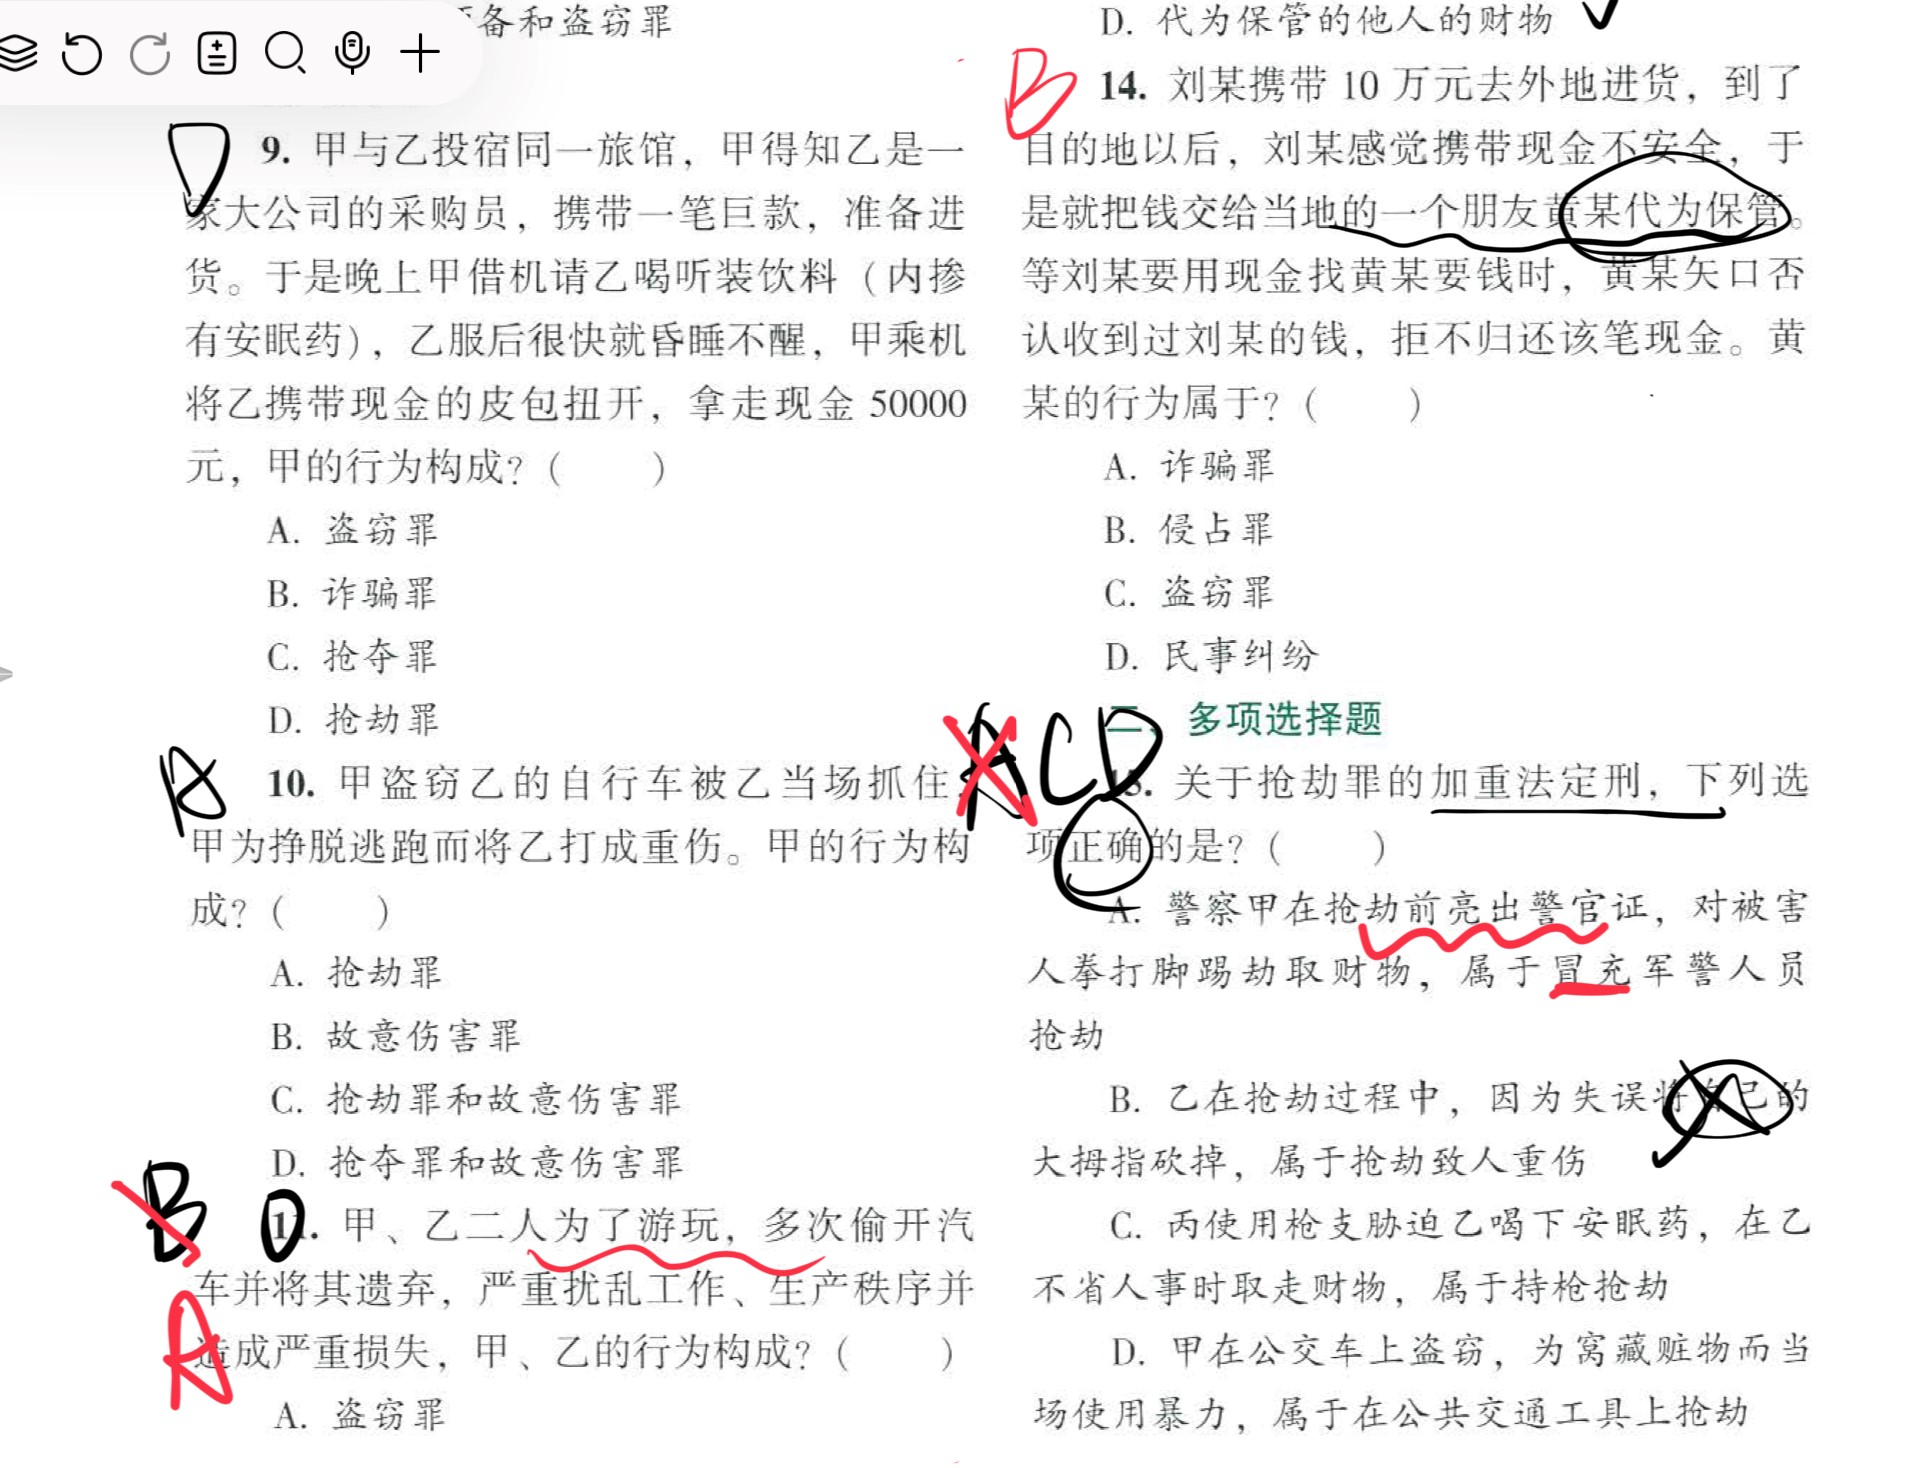 备和盗窃罪
D
9. 甲与乙投宿同一旅馆，甲得知乙是一
家大公司的采购员，携带一笔巨款，准备进
货。于是晚上甲借机请乙喝听装饮料（内掺
有安眠药），乙服后很快就昏睡不醒，甲乘机
将乙携带现金的皮包扭开，拿走现金 50000
元，甲的行为构成？（　　）
A. 盗窃罪
B. 诈骗罪
C. 抢夺罪
D. 抢劫罪
A
10. 甲盗窃乙的自行车被乙当场抓住，
甲为挣脱逃跑而将乙打成重伤。甲的行为构
成？（　　）
A. 抢劫罪
B. 故意伤害罪
C. 抢劫罪和故意伤害罪
D. 抢夺罪和故意伤害罪
B
11. 甲、乙二人为了游玩，多次偷开汽
车并将其遗弃，严重扰乱工作、生产秩序并
A
造成严重损失，甲、乙的行为构成？（　　）
A. 盗窃罪
D. 代为保管的他人的财物
B
14. 刘某携带 10 万元去外地进货，到了
目的地以后，刘某感觉携带现金不安全，于
是就把钱交给当地的一个朋友黄某代为保管。
等刘某要用现金找黄某要钱时，黄某矢口否
认收到过刘某的钱，拒不归还该笔现金。黄
某的行为属于？（　　）
A. 诈骗罪
B. 侵占罪
C. 盗窃罪
D. 民事纠纷
二、多项选择题
ACD
15. 关于抢劫罪的加重法定刑，下列选
项正确的是？（　　）
A. 警察甲在抢劫前亮出警官证，对被害
人拳打脚踢劫取财物，属于冒充军警人员
抢劫
B. 乙在抢劫过程中，因为失误将自己的
大拇指砍掉，属于抢劫致人重伤
C. 丙使用枪支胁迫乙喝下安眠药，在乙
不省人事时取走财物，属于持枪抢劫
D. 甲在公交车上盗窃，为窝藏赃物而当
场使用暴力，属于在公共交通工具上抢劫